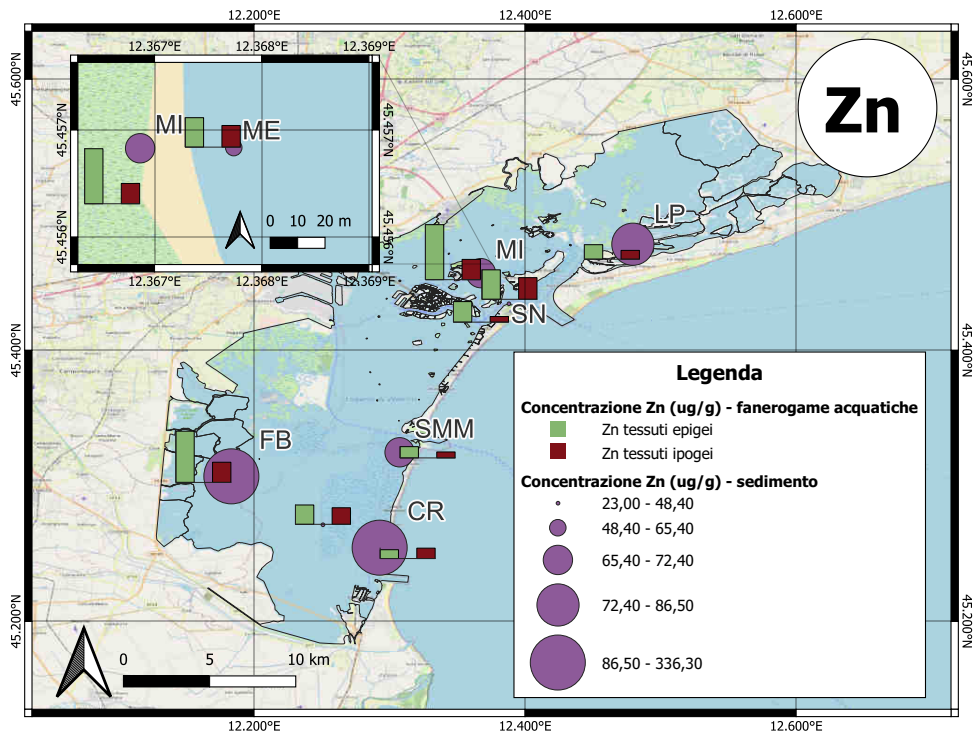 12.200°E 12.400°E 12.600°E
12.367°E 12.368°E 12.369°E
45.600°N
45.600°N
45.457°N
45.457°N
Zn
MI
ME
0 10 20 m
45.456°N
45.456°N
12.367°E 12.368°E 12.369°E
LP
MI
SN
45.400°N
45.400°N
FB
SMM
CR
Legenda
Concentrazione Zn (ug/g) - fanerogame acquatiche
Zn tessuti epigei
Zn tessuti ipogei
Concentrazione Zn (ug/g) - sedimento
23,00 - 48,40
48,40 - 65,40
65,40 - 72,40
72,40 - 86,50
86,50 - 336,30
45.200°N
45.200°N
0 5 10 km
12.200°E 12.400°E 12.600°E